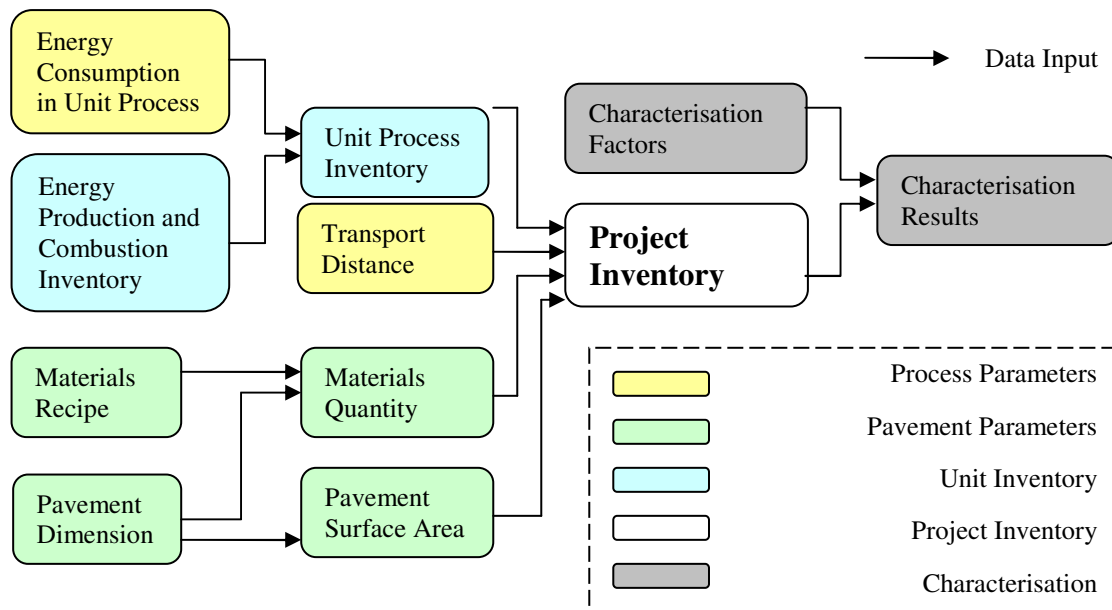 Energy
Consumption
in Unit Process
Data Input
Unit Process
Inventory
Characterisation
Factors
Energy
Production and
Combustion
Inventory
Characterisation
Results
Transport
Distance
Project
Inventory
Materials
Recipe
Materials
Quantity
Pavement
Dimension
Pavement
Surface Area
Process Parameters
Pavement Parameters
Unit Inventory
Project Inventory
Characterisation